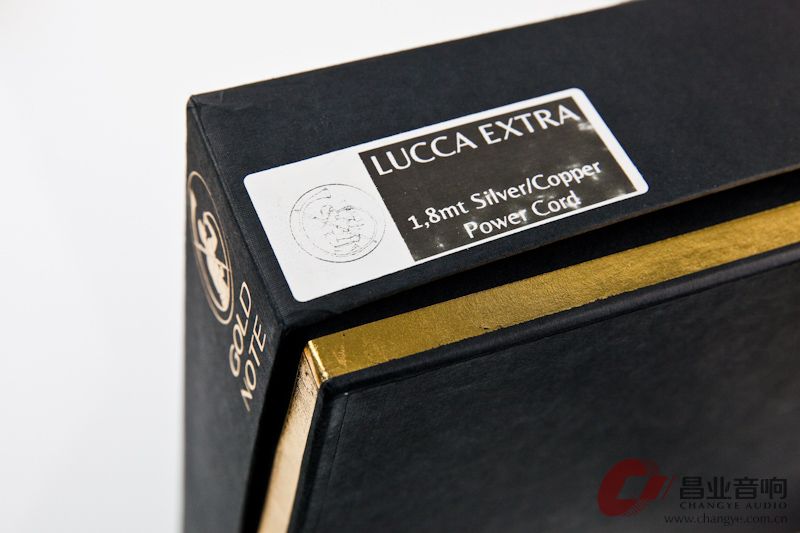 LUCCA EXTRA
1,8mt Silver/Copper
Power Cord
GOLD
NOTE
昌业音响
CHANGYE AUDIO
www.changye.com.cn